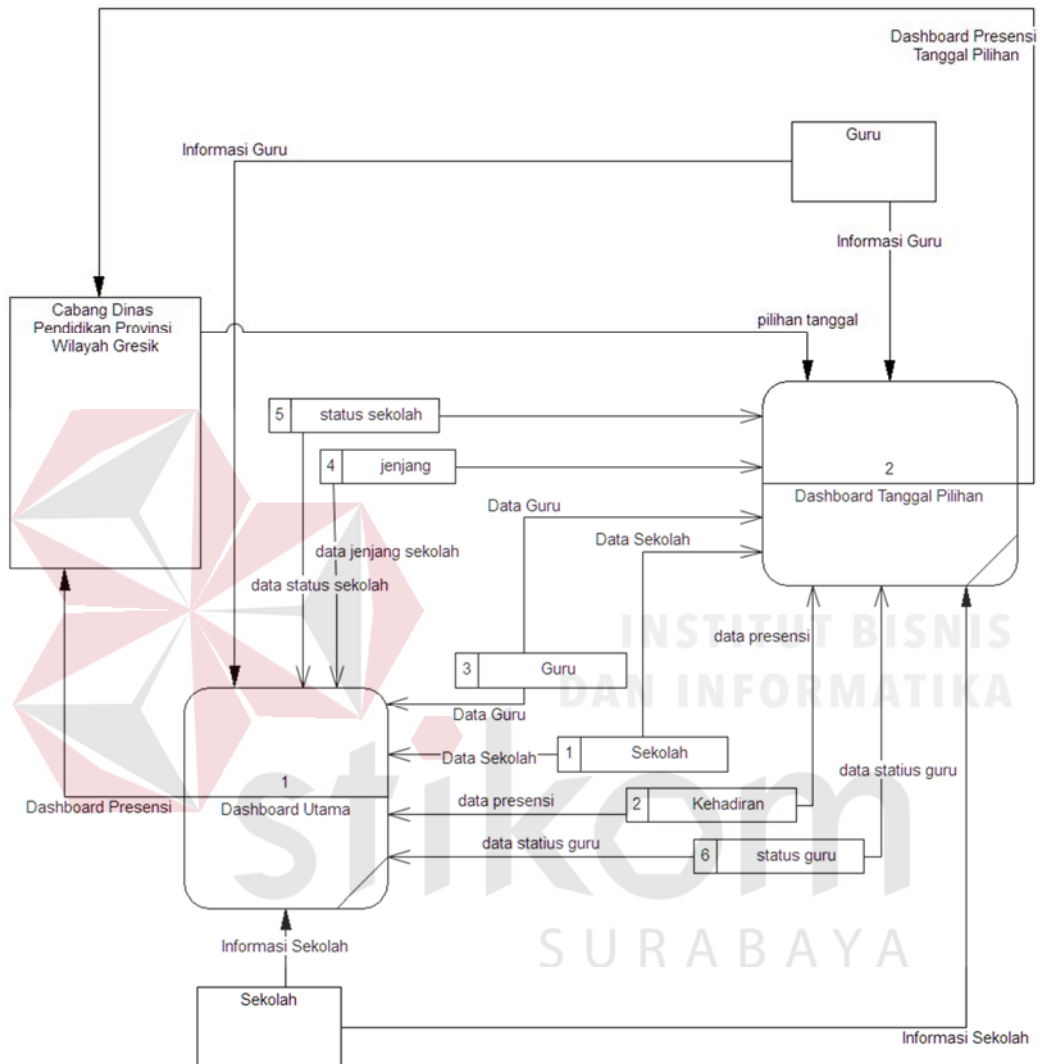 Dashboard Presensi
Tanggal Pilihan
Guru
Informasi Guru
Informasi Guru
Cabang Dinas
Pendidikan Provinsi
Wilayah Gresik
pilihan tanggal
5 status sekolah
4 jenjang
2
Dashboard Tanggal Pilihan
Data Guru
Data Sekolah
data jenjang sekolah
data status sekolah
INSTITUT BISNIS
DAN INFORMATIKA
data presensi
3 Guru
Data Guru
1 Sekolah
Data Sekolah
data statius guru
1
Dashboard Utama
Dashboard Presensi
data presensi
2 Kehadiran
data statius guru
6 status guru
stikom
SURABAYA
Informasi Sekolah
Sekolah
Informasi Sekolah